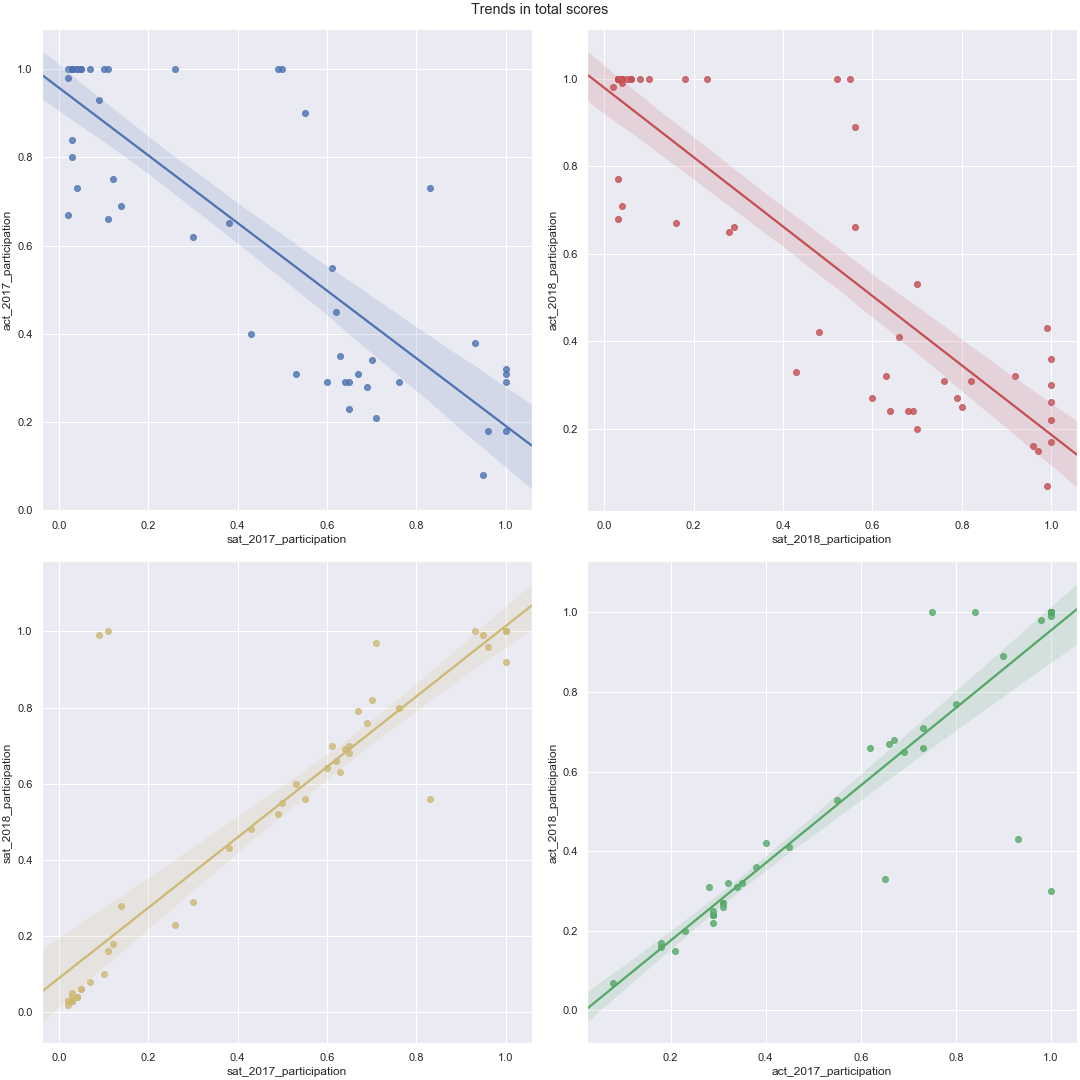 Trends in total scores
act_2017_participation
1.0
0.8
0.6
0.4
0.2
0.0
0.0 0.2 0.4 0.6 0.8 1.0
sat_2017_participation
act_2018_participation
1.0
0.8
0.6
0.4
0.2
0.0 0.2 0.4 0.6 0.8 1.0
sat_2018_participation
sat_2018_participation
1.0
0.8
0.6
0.4
0.2
0.0
0.0 0.2 0.4 0.6 0.8 1.0
sat_2017_participation
act_2018_participation
1.0
0.8
0.6
0.4
0.2
0.0
0.2 0.4 0.6 0.8 1.0
act_2017_participation